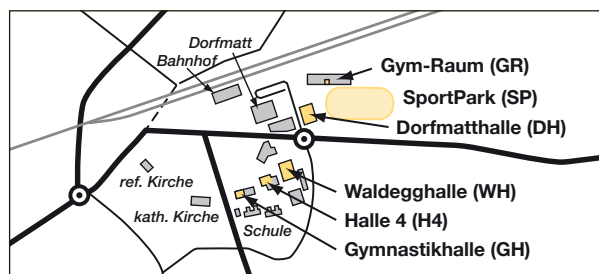 Dorfmatt
Bahnhof
Gym-Raum (GR)
SportPark (SP)
Dorfmatthalle (DH)
ref. Kirche
kath. Kirche
Schule
Waldegghalle (WH)
Halle 4 (H4)
Gymnastikhalle (GH)